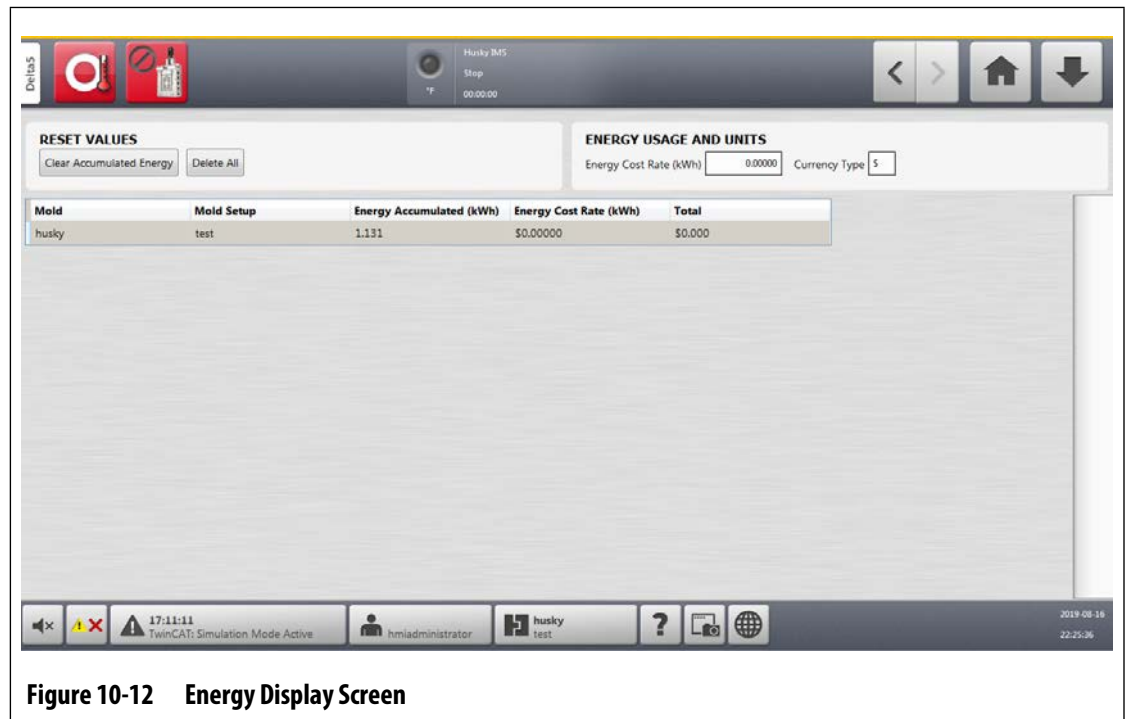 Delta5
Husky IMS
Stop
°F
00:00:00
RESET VALUES
Clear Accumulated Energy Delete All
ENERGY USAGE AND UNITS
Energy Cost Rate (kWh) 0.00000 Currency Type $
Mold Mold Setup Energy Accumulated (kWh) Energy Cost Rate (kWh) Total
husky test 1.131 $0.00000 $0.000
17:11:11
TwinCAT: Simulation Mode Active
hmiadministrator
husky
test
?
2019-08-16
22:25:36
Figure 10-12 Energy Display Screen